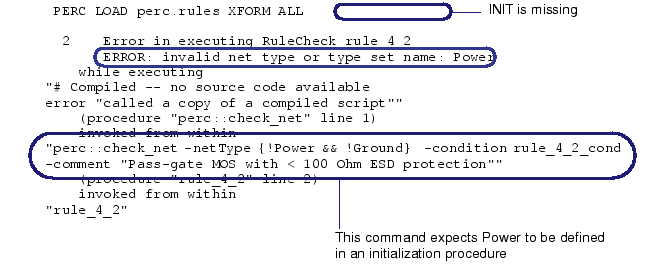 PERC LOAD perc.rules XFORM ALL
INIT is missing
2 Error in executing RuleCheck rule_4_2
ERROR: invalid net type or type set name: Power
while executing
"# Compiled -- no source code available
error "called a copy of a compiled script""
(procedure "perc::check_net" line 1)
invoked from within
"perc::check_net -netType {!Power && !Ground} -condition rule_4_2_cond
-comment "Pass-gate MOS with < 100 Ohm ESD protection""
(procedure "rule_4_2" line 2)
invoked from within
"rule_4_2"
This command expects Power to be defined
in an initialization procedure